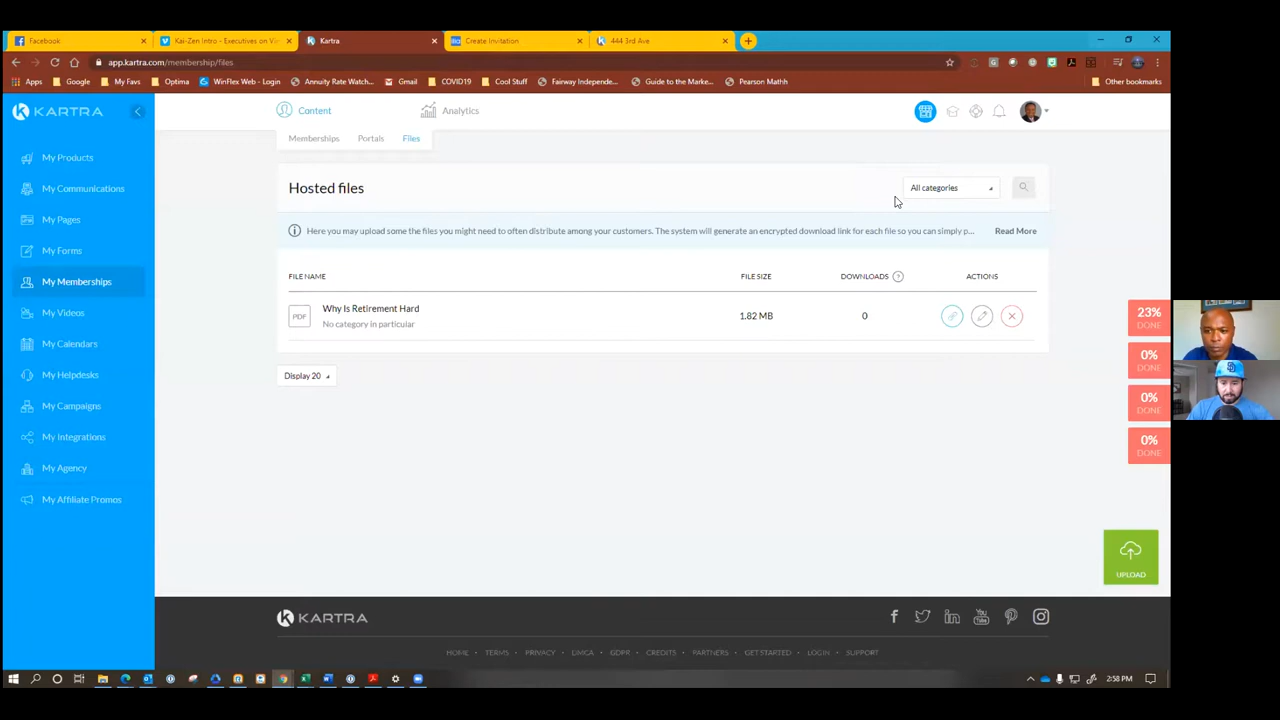 Facebook
Kai-Zen Intro - Executives on Vi
Kartra
Create Invitation
444 3rd Ave
app.kartra.com/membership/files
Apps
Google
My Favs
Optima
WinFlex Web - Login
Annuity Rate Watch...
Gmail
COVID19
Cool Stuff
Fairway Independe...
Guide to the Marke...
Pearson Mathh
Other bookmarks
KARTRA
Content
Analytics
Memberships
Portals
Files
My Products
My Communications
My Pages
My Forms
My Memberships
My Videos
My Calendars
My Helpdesks
My Campaigns
My Integrations
My Agency
My Affiliate Promos
Hosted files
All categories
Here you may upload some the files you might need to often distribute among your customers. The system will generate an encrypted download link for each file so you can simply p...
Read More
FILE NAME
FILE SIZE
DOWNLOADS ?
ACTIONS
PDF
Why Is Retirement Hard
No category in particular
1.82 MB
0
Display 20
23%
DONE
0%
DONE
0%
DONE
0%
DONE
UPLOAD
KARTRA
You
Tube
HOME · TERMS · PRIVACY · DMCA · GDPR · CREDITS · PARTNERS · GET STARTED · LOGIN · SUPPORT
2:58 PM